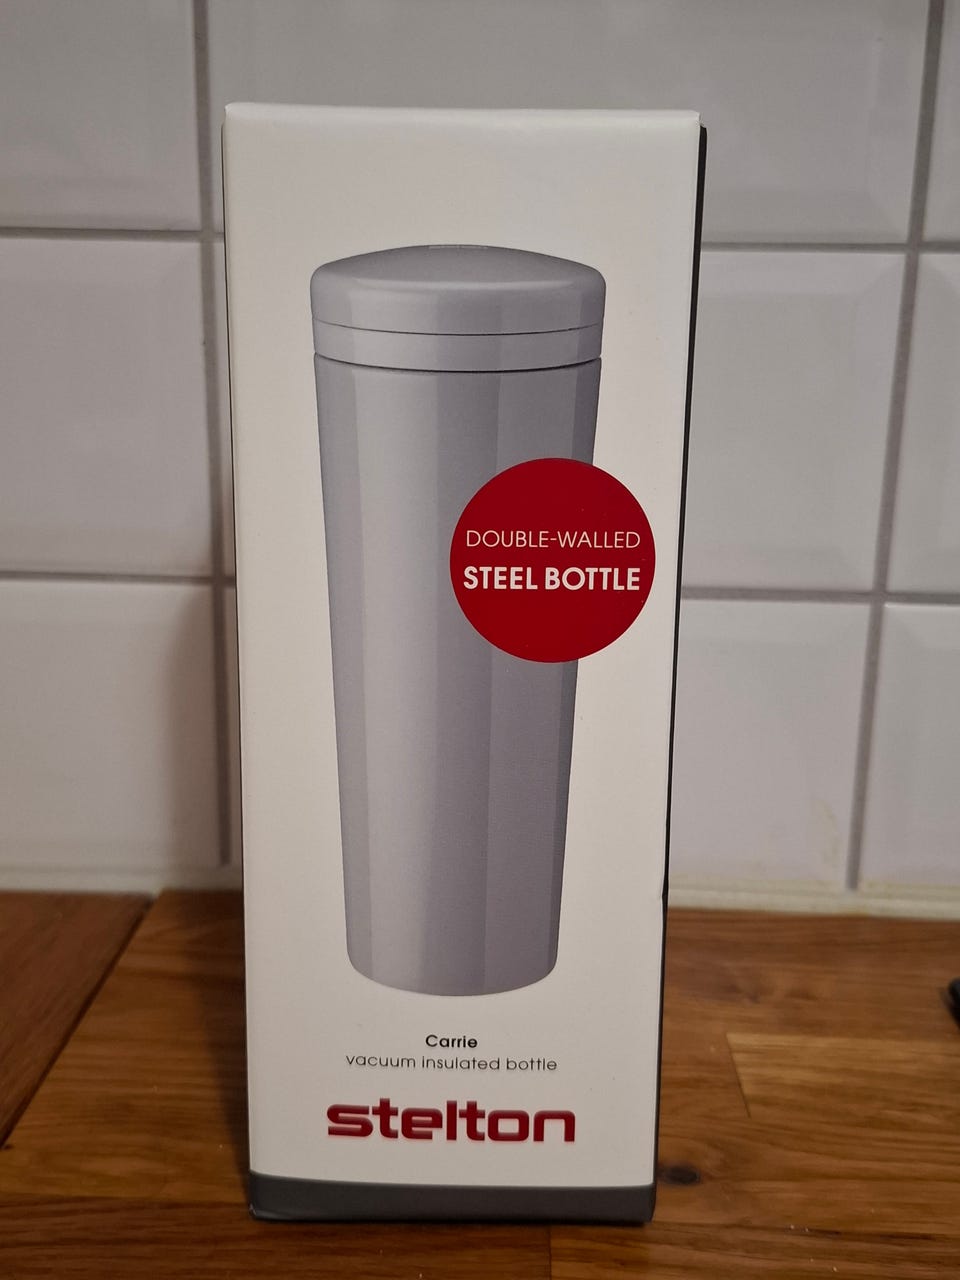 DOUBLE-WALLED
STEEL BOTTLE
Carrie
vacuum insulated bottle
stelton